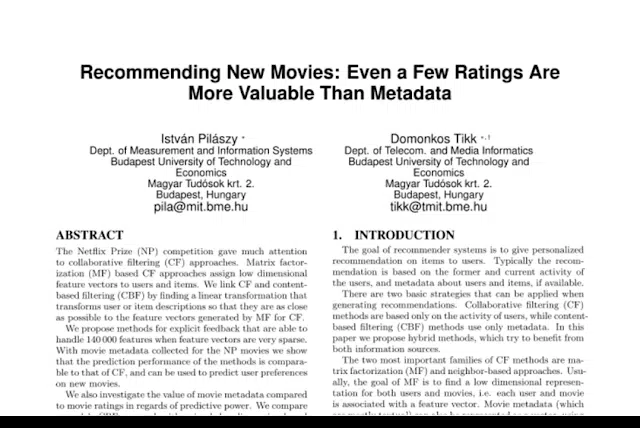 Recommending New Movies: Even a Few Ratings Are
More Valuable Than Metadata
István Pilászy *
Dept. of Measurement and Information Systems
Budapest University of Technology and
Economics
Magyar Tudósok krt. 2.
Budapest, Hungary
pila@mit.bme.hu
Domonkos Tikk *,†
Dept. of Telecom. and Media Informatics
Budapest University of Technology and
Economics
Magyar Tudósok krt. 2.
Budapest, Hungary
tikk@tmit.bme.hu
ABSTRACT
The Netflix Prize (NP) competition gave much attention
to collaborative filtering (CF) approaches. Matrix factor-
ization (MF) based CF approaches assign low dimensional
feature vectors to users and items. We link CF and content-
based filtering (CBF) by finding a linear transformation that
transforms user or item descriptions so that they are as close
as possible to the feature vectors generated by MF for CF.
We propose methods for explicit feedback that are able to
handle 140 000 features when feature vectors are very sparse.
With movie metadata collected for the NP movies we show
that the prediction performance of the methods is compara-
ble to that of CF, and can be used to predict user preferences
on new movies.
We also investigate the value of movie metadata compared
to movie ratings in regards of predictive power. We compare
1. INTRODUCTION
The goal of recommender systems is to give personalized
recommendation on items to users. Typically the recom-
mendation is based on the former and current activity of
the users, and metadata about users and items, if available.
There are two basic strategies that can be applied when
generating recommendations. Collaborative filtering (CF)
methods are based only on the activity of users, while content-
based filtering (CBF) methods use only metadata. In this
paper we propose hybrid methods, which try to benefit from
both information sources.
The two most important families of CF methods are ma-
trix factorization (MF) and neighbor-based approaches. Usu-
ally, the goal of MF is to find a low dimensional represen-
tation for both users and movies, i.e. each user and movie
is associated with a feature vector. Movie metadata (which